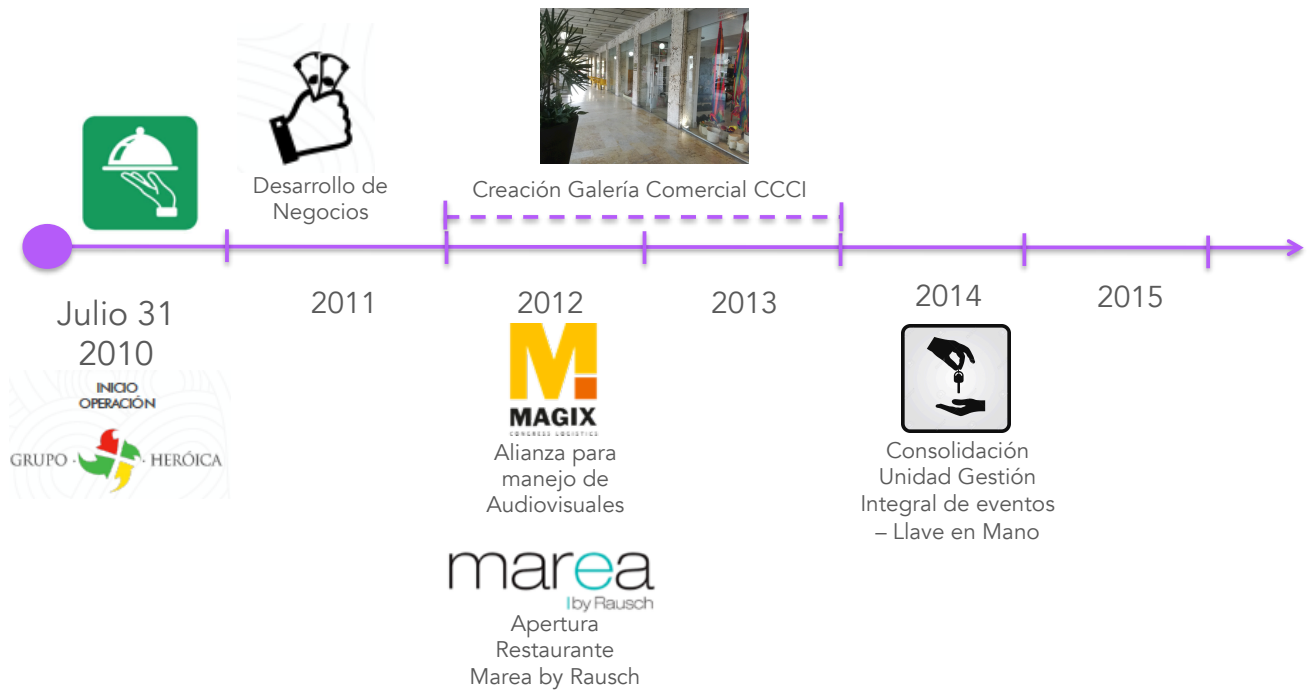 Desarrollo de
Negocios
Creación Galería Comercial CCCI
Julio 31
2010
2011
2012
2013
2014
2015
INICIO
OPERACIÓN
GRUPO · HERÓICA
M
MAGIX
CONGRESS LOGISTICS
Alianza para
manejo de
Audiovisuales
marea
by Rausch
Apertura
Restaurante
Marea by Rausch
Consolidación
Unidad Gestión
Integral de eventos
– Llave en Mano